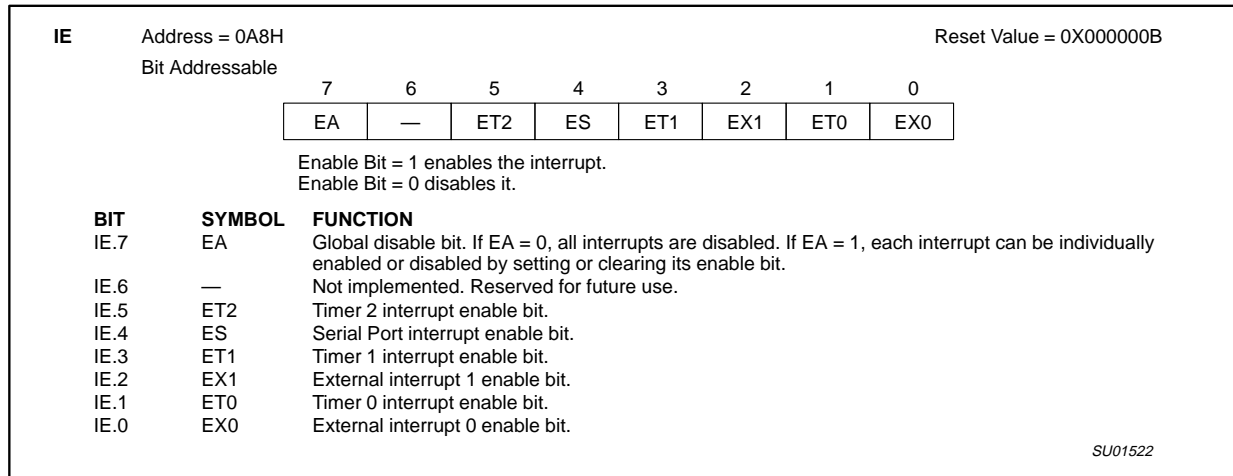 IE Address = 0A8H Reset Value = 0X000000B
Bit Addressable
7 6 5 4 3 2 1 0
EA — ET2 ES ET1 EX1 ET0 EX0
Enable Bit = 1 enables the interrupt.
Enable Bit = 0 disables it.
BIT SYMBOL FUNCTION
IE.7 EA Global disable bit. If EA = 0, all interrupts are disabled. If EA = 1, each interrupt can be individually
enabled or disabled by setting or clearing its enable bit.
IE.6 — Not implemented. Reserved for future use.
IE.5 ET2 Timer 2 interrupt enable bit.
IE.4 ES Serial Port interrupt enable bit.
IE.3 ET1 Timer 1 interrupt enable bit.
IE.2 EX1 External interrupt 1 enable bit.
IE.1 ET0 Timer 0 interrupt enable bit.
IE.0 EX0 External interrupt 0 enable bit.
SU01522